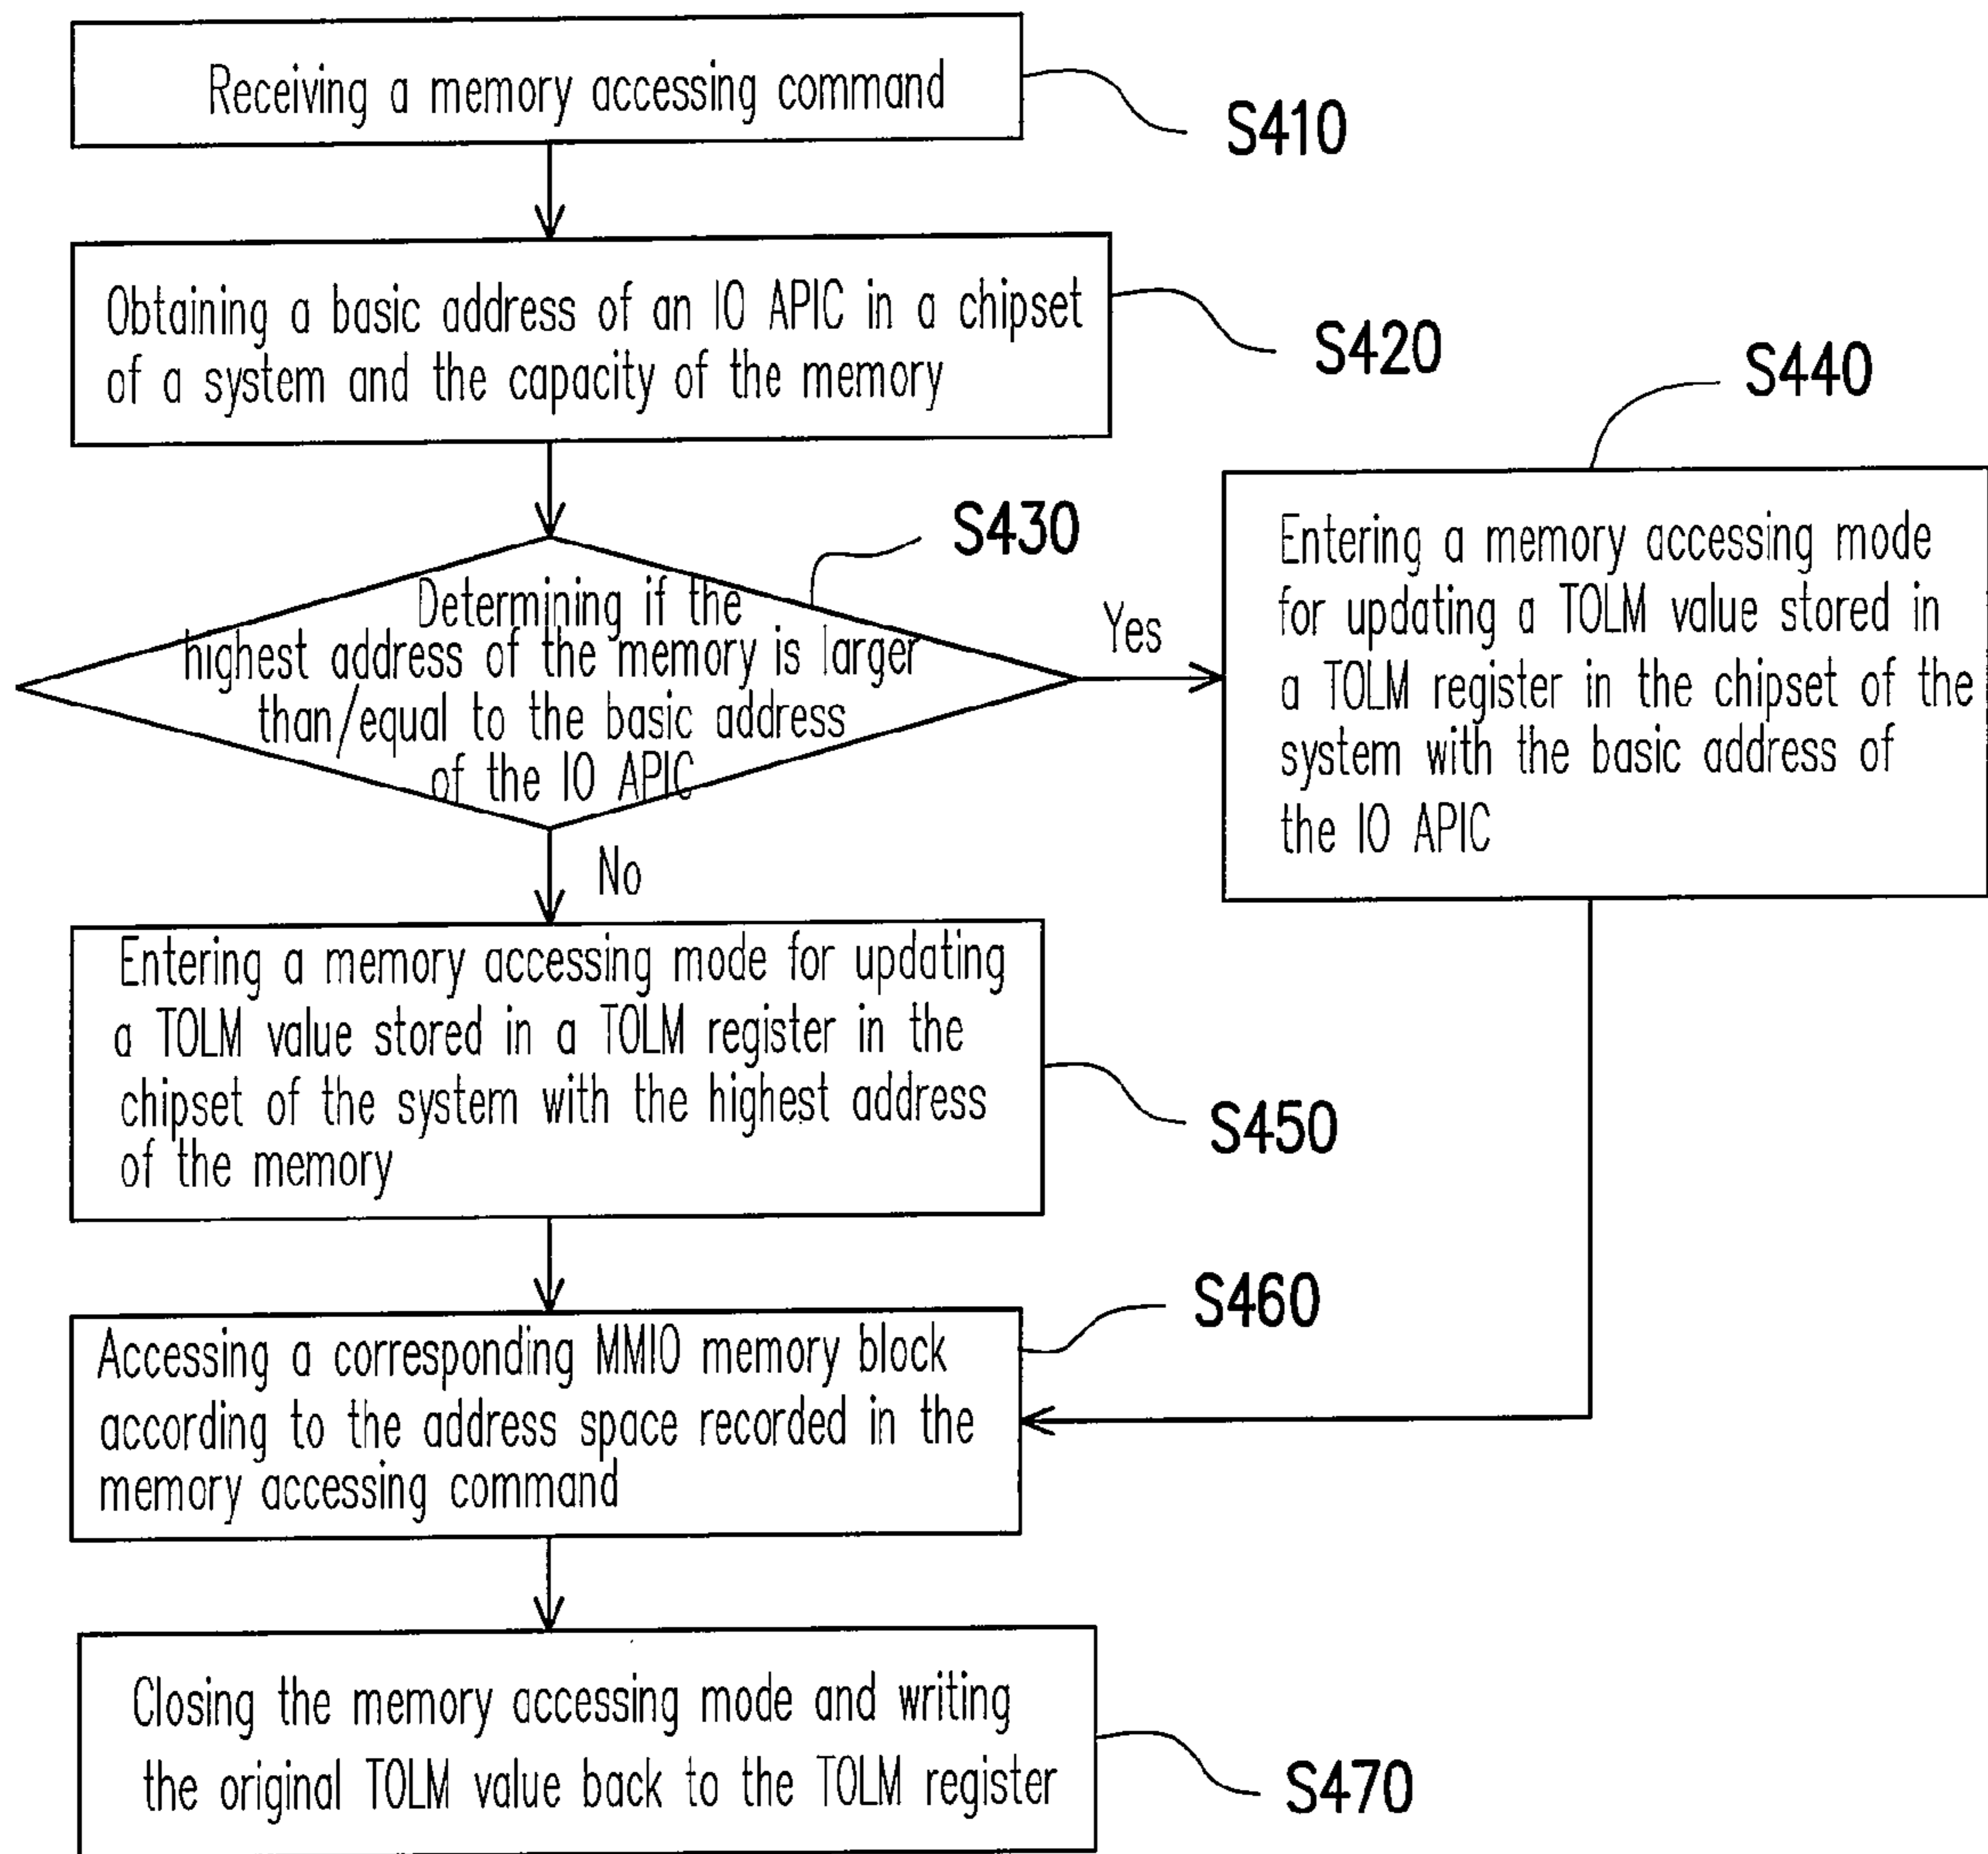 Receiving a memory accessing command
S410
Obtaining a basic address of an IO APIC in a chipset
of a system and the capacity of the memory
S420
S430
Determining if the
highest address of the memory is larger
than/equal to the basic address
of the IO APIC
Yes
S440
Entering a memory accessing mode
for updating a TOLM value stored in
a TOLM register in the chipset of the
system with the basic address of
the IO APIC
No
Entering a memory accessing mode for updating
a TOLM value stored in a TOLM register in the
chipset of the system with the highest address
of the memory
S450
S460
Accessing a corresponding MMIO memory block
according to the address space recorded in the
memory accessing command
Closing the memory accessing mode and writing
the original TOLM value back to the TOLM register
S470